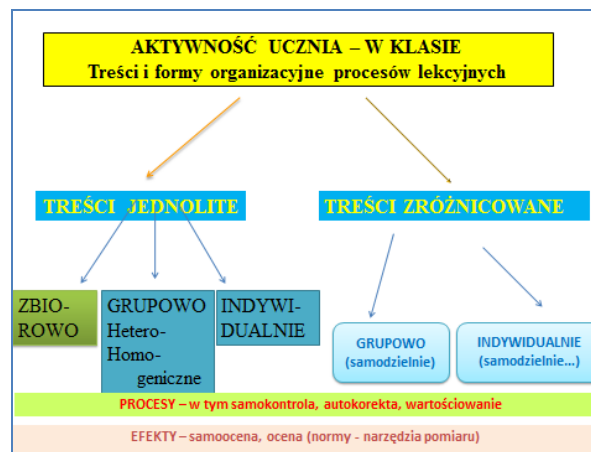 AKTYWNOŚĆ UCZNIA – W KLASIE
Treści i formy organizacyjne procesów lekcyjnych
TREŚCI JEDNOLITE
TREŚCI ZRÓŻNICOWANE
ZBIO-
ROWO
GRUPOWO
Hetero-
Homo-
geniczne
INDYWI-
DUALNIE
GRUPOWO
(samodzielnie)
INDYWIDUALNIE
(samodzielnie...)
PROCESY – w tym samokontrola, autokorekta, wartościowanie
EFEKTY – samoocena, ocena (normy - narzędzia pomiaru)